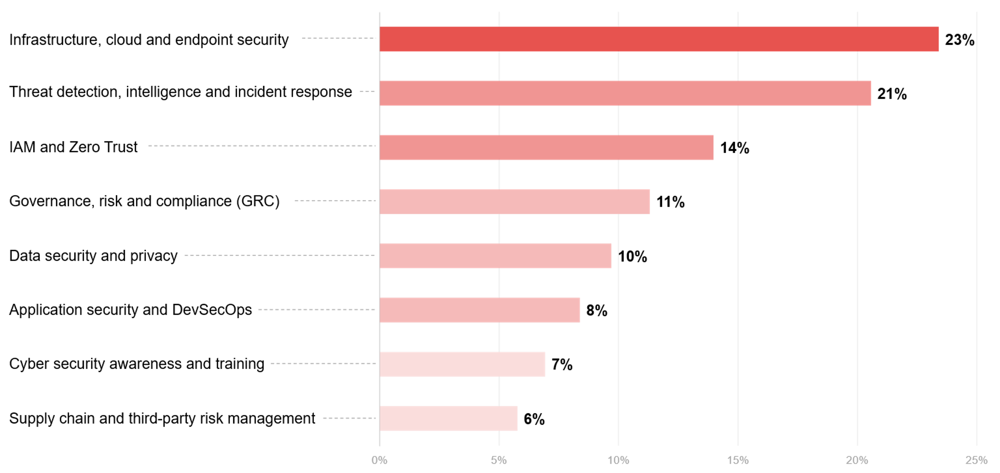 Infrastructure, cloud and endpoint security 23%
Threat detection, intelligence and incident response 21%
IAM and Zero Trust 14%
Governance, risk and compliance (GRC) 11%
Data security and privacy 10%
Application security and DevSecOps 8%
Cyber security awareness and training 7%
Supply chain and third-party risk management 6%
0% 5% 10% 15% 20% 25%